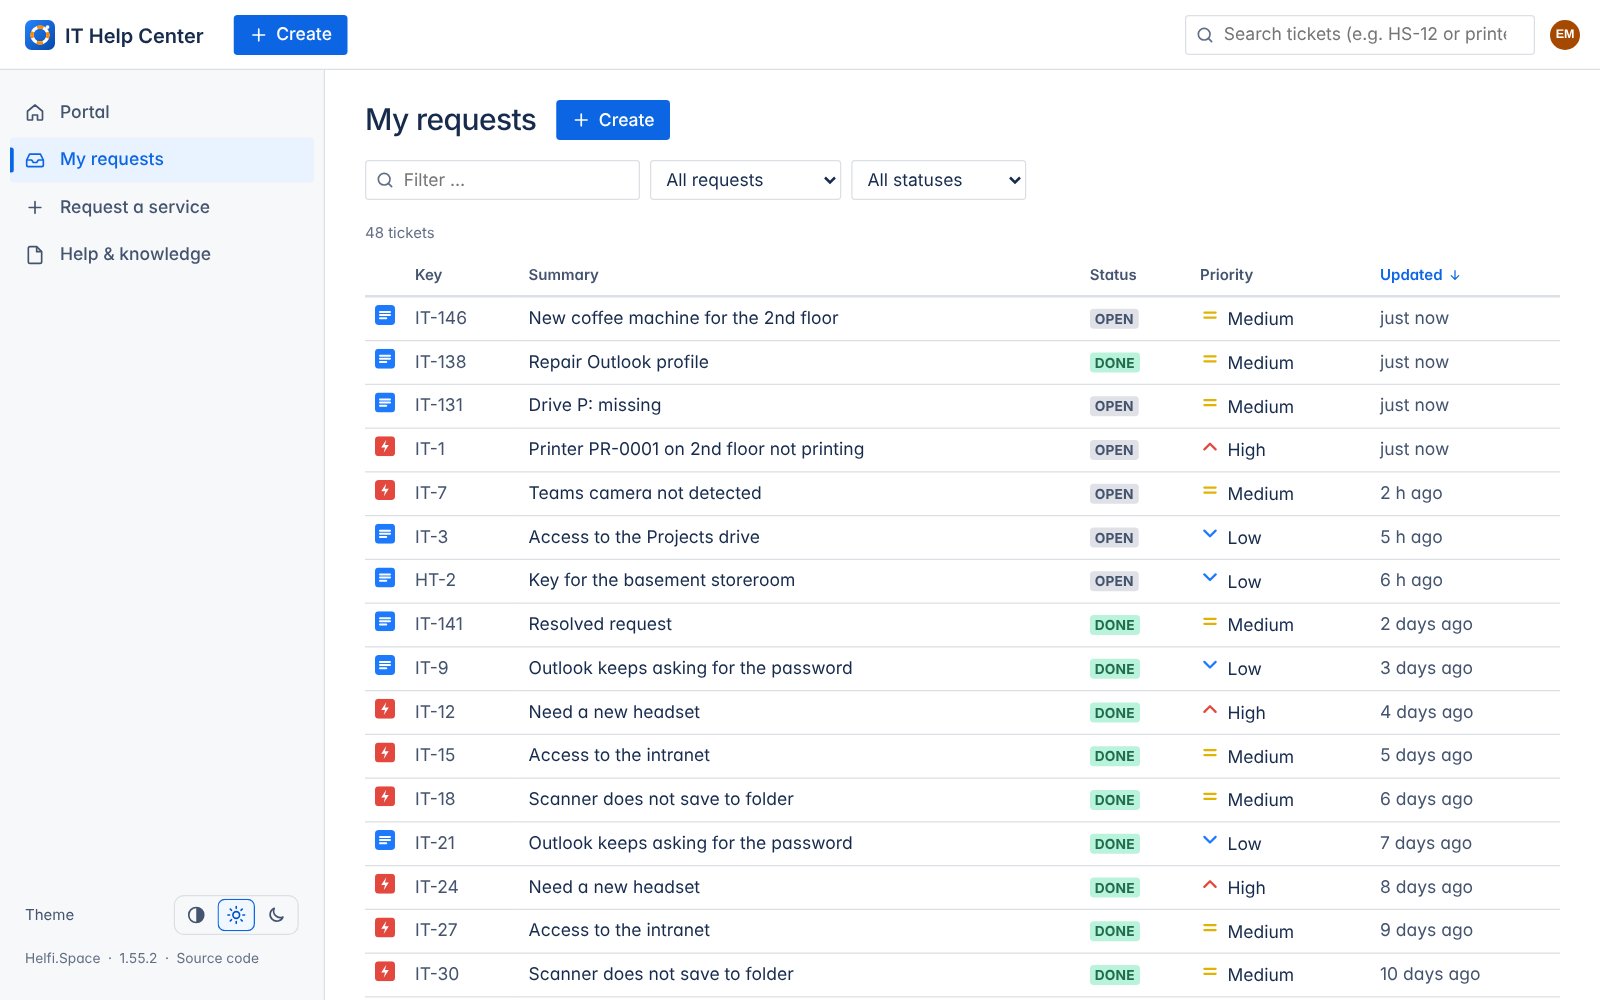 IT Help Center
Create
Search tickets (e.g. HS-12 or printe
EM
Portal
My requests
Request a service
Help & knowledge
Theme
Helfi.Space · 1.55.2 · Source code
My requests
Create
Filter ...
All requests
All statuses
48 tickets
Key Summary Status Priority Updated ↓
IT-146 New coffee machine for the 2nd floor OPEN Medium just now
IT-138 Repair Outlook profile DONE Medium just now
IT-131 Drive P: missing OPEN Medium just now
IT-1 Printer PR-0001 on 2nd floor not printing OPEN High just now
IT-7 Teams camera not detected OPEN Medium 2 h ago
IT-3 Access to the Projects drive OPEN Low 5 h ago
HT-2 Key for the basement storeroom OPEN Low 6 h ago
IT-141 Resolved request DONE Medium 2 days ago
IT-9 Outlook keeps asking for the password DONE Low 3 days ago
IT-12 Need a new headset DONE High 4 days ago
IT-15 Access to the intranet DONE Medium 5 days ago
IT-18 Scanner does not save to folder DONE Medium 6 days ago
IT-21 Outlook keeps asking for the password DONE Low 7 days ago
IT-24 Need a new headset DONE High 8 days ago
IT-27 Access to the intranet DONE Medium 9 days ago
IT-30 Scanner does not save to folder DONE Medium 10 days ago